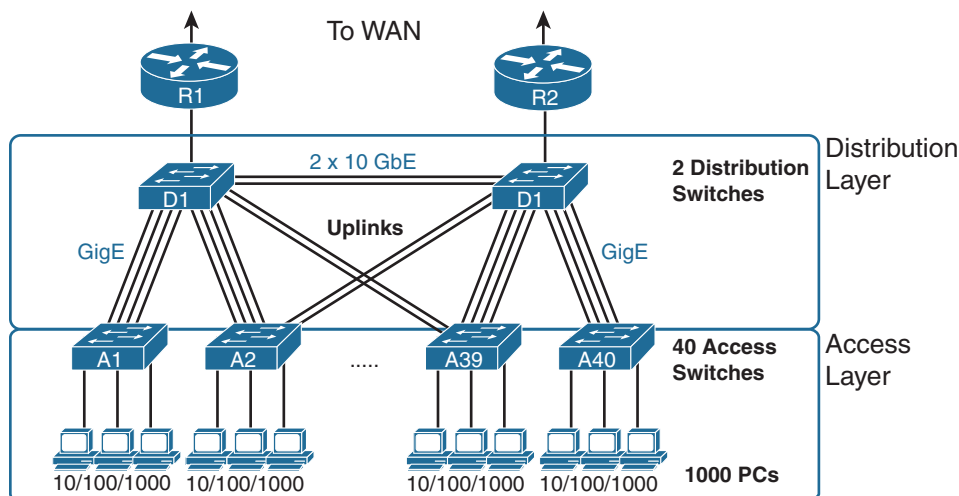 To WAN
R1
R2
2 x 10 GbE
D1
D1
2 Distribution
Switches
Distribution
Layer
Uplinks
GigE
GigE
A1
A2
.....
A39
A40
40 Access
Switches
Access
Layer
10/100/1000
10/100/1000
10/100/1000
10/100/1000
1000 PCs